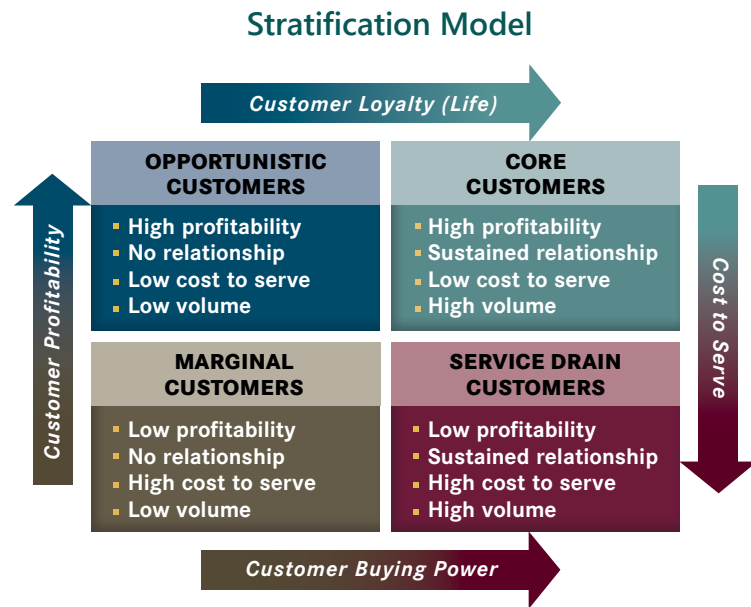 Stratification Model
Customer Loyalty (Life)
OPPORTUNISTIC
CUSTOMERS
▪ High profitability
▪ No relationship
▪ Low cost to serve
▪ Low volume
CORE
CUSTOMERS
▪ High profitability
▪ Sustained relationship
▪ Low cost to serve
▪ High volume
Customer Profitability
Cost to Serve
MARGINAL
CUSTOMERS
▪ Low profitability
▪ No relationship
▪ High cost to serve
▪ Low volume
SERVICE DRAIN
CUSTOMERS
▪ Low profitability
▪ Sustained relationship
▪ High cost to serve
▪ High volume
Customer Buying Power